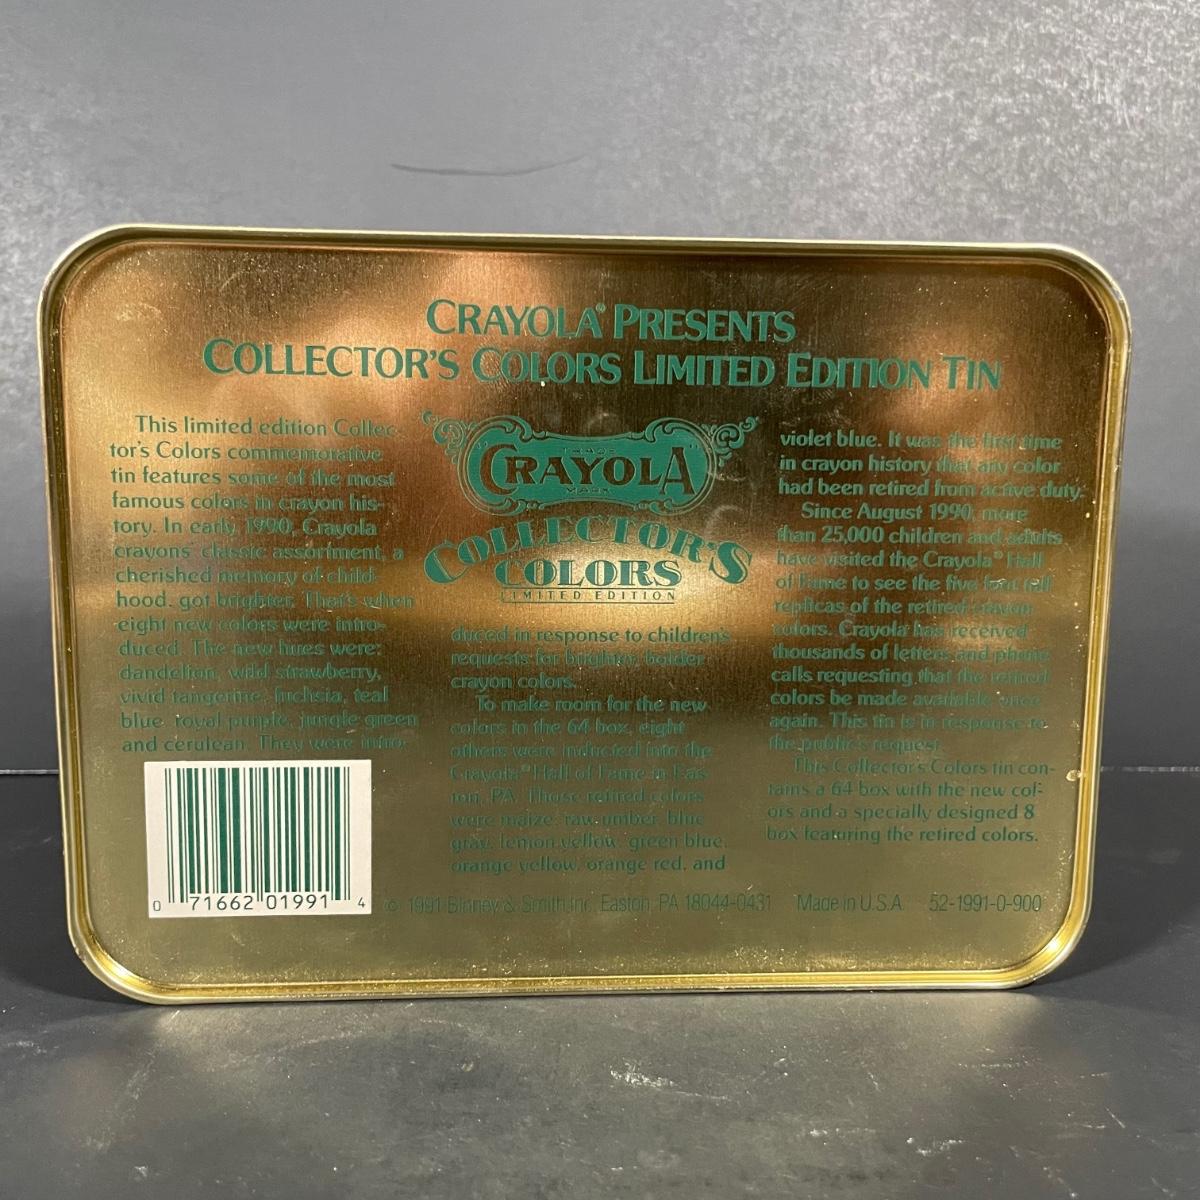 CRAYOLA® PRESENTS
COLLECTOR'S COLORS LIMITED EDITION TIN
This limited edition Collec-
tor's Colors commemorative
tin features some of the most
famous colors in crayon his-
tory. In early 1990, Crayola
crayons' classic assortment, a
cherished memory of child-
hood, got brighter. That's when
eight new colors were intro-
duced. The new hues were:
dandelion, wild strawberry,
vivid tangerine, fuchsia, teal
blue, royal purple, jungle green
and cerulean. They were intro-
TRADE
CRAYOLA
MARK
COLLECTOR'S
COLORS
LIMITED EDITION
duced in response to children's
requests for brighter, bolder
crayon colors.
To make room for the new
colors in the 64 box, eight
others were inducted into the
Crayola® Hall of Fame in Eas-
ton, PA. Those retired colors
were maize, raw umber, blue
gray, lemon yellow, green blue,
orange yellow, orange red, and
violet blue. It was the first time
in crayon history that any color
had been retired from active duty.
Since August 1990, more
than 25,000 children and adults
have visited the Crayola® Hall
of Fame to see the five foot tall
replicas of the retired crayon
colors. Crayola has received
thousands of letters and phone
calls requesting that the retired
colors be made available once
again. This tin is in response to
the public's request.
This Collector's Colors tin con-
tains a 64 box with the new col-
ors and a specially designed 8
box featuring the retired colors.
0 71662 01991 4
© 1991 Binney & Smith Inc. Easton, PA 18044-0431 Made in U.S.A. 52-1991-0-900